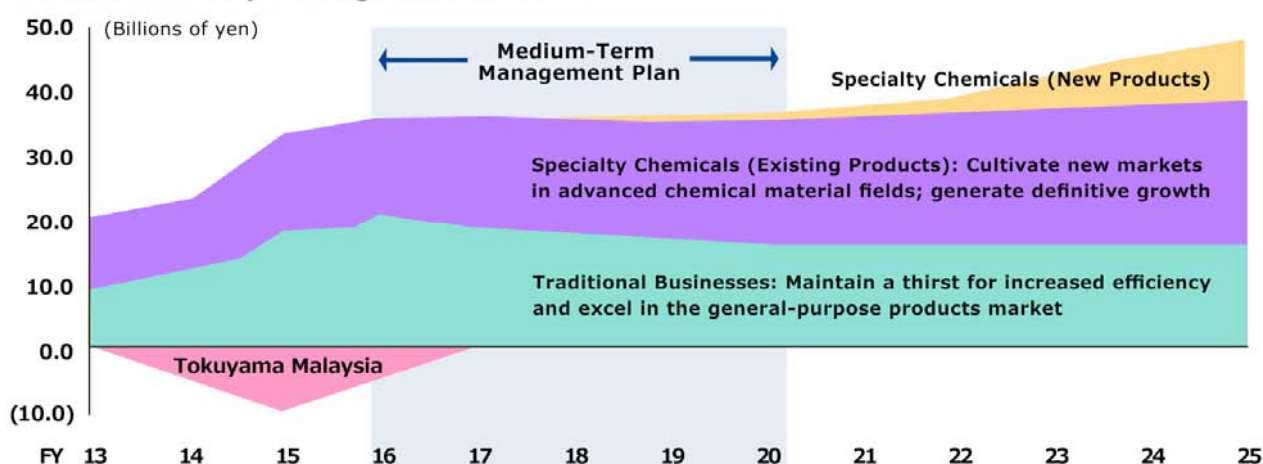 50.0
(Billions of yen)
Medium-Term
Management Plan
40.0
Specialty Chemicals (New Products)
30.0
Specialty Chemicals (Existing Products): Cultivate new markets
in advanced chemical material fields; generate definitive growth
20.0
10.0
Traditional Businesses: Maintain a thirst for increased efficiency
and excel in the general-purpose products market
0.0
Tokuyama Malaysia
(10.0)
FY 13 14 15 16 17 18 19 20 21 22 23 24 25